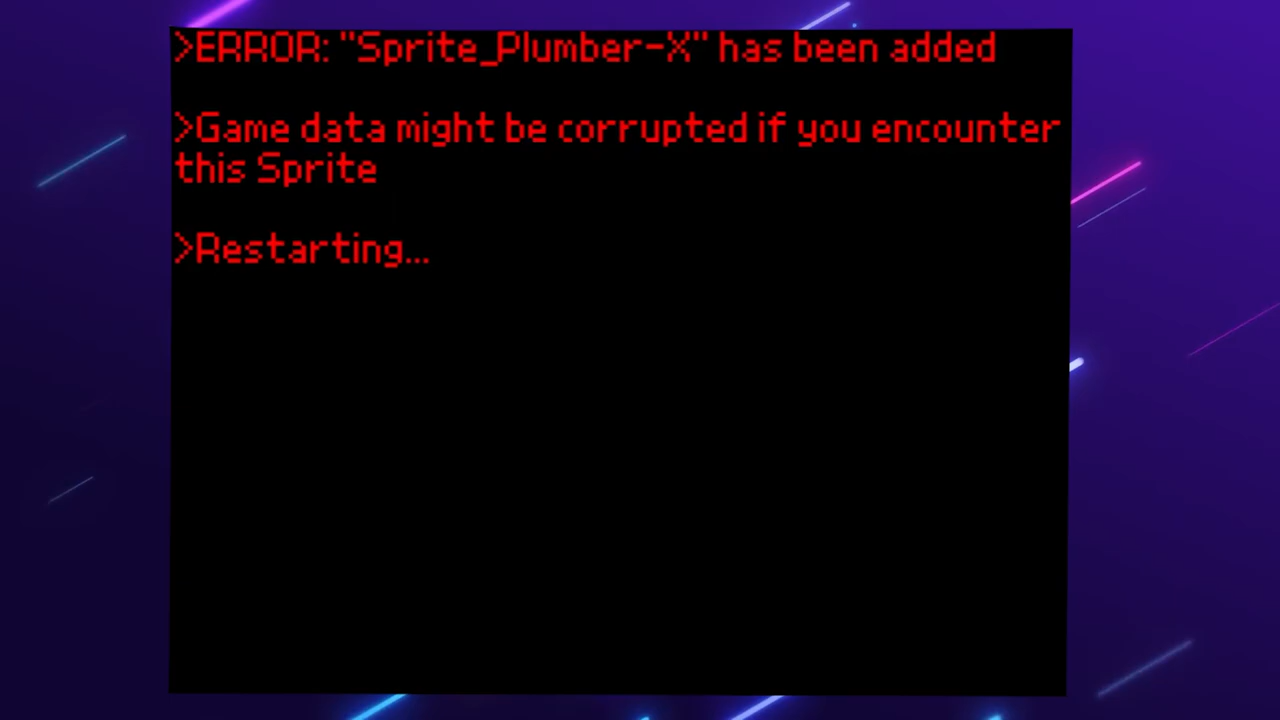 >ERROR: "Sprite_Plumber-X" has been added
>Game data might be corrupted if you encounter
this Sprite
>Restarting...